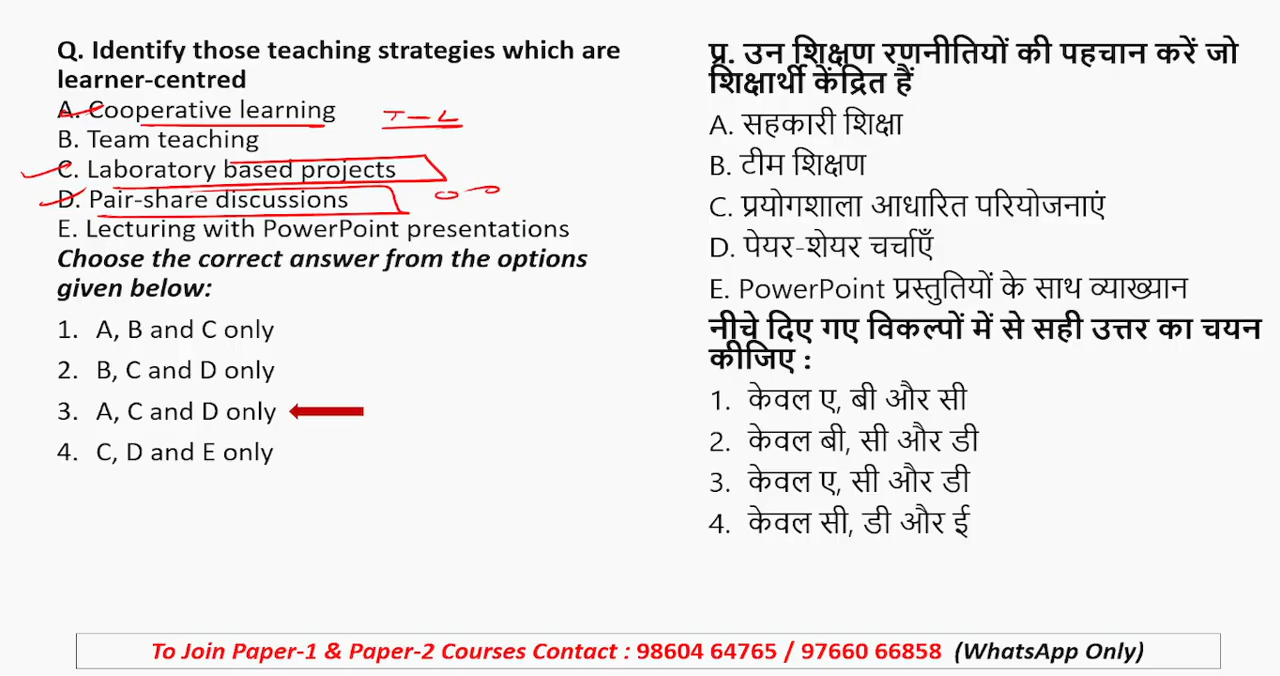 Q. Identify those teaching strategies which are
learner-centred
A. Cooperative learning
T - L
B. Team teaching
C. Laboratory based projects
D. Pair-share discussions
E. Lecturing with PowerPoint presentations
Choose the correct answer from the options
given below:
1. A, B and C only
2. B, C and D only
3. A, C and D only
4. C, D and E only
प्र. उन शिक्षण रणनीतियों की पहचान करें जो
शिक्षार्थी केंद्रित हैं
A. सहकारी शिक्षा
B. टीम शिक्षण
C. प्रयोगशाला आधारित परियोजनाएं
D. पेयर-शेयर चर्चाएँ
E. PowerPoint प्रस्तुतियों के साथ व्याख्यान
नीचे दिए गए विकल्पों में से सही उत्तर का चयन
कीजिए :
1. केवल ए, बी और सी
2. केवल बी, सी और डी
3. केवल ए, सी और डी
4. केवल सी, डी और ई
To Join Paper-1 & Paper-2 Courses Contact : 98604 64765 / 97660 66858 (WhatsApp Only)